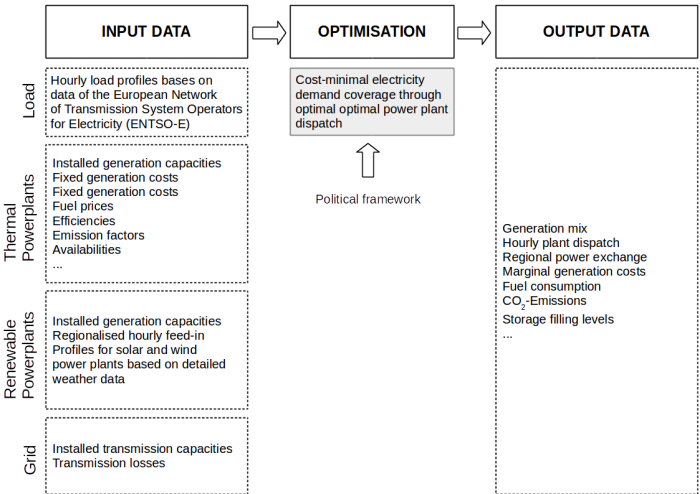 INPUT DATA
OPTIMISATION
OUTPUT DATA
Load
Hourly load profiles bases on
data of the European Network
of Transmission System Operators
for Electricity (ENTSO-E)
Cost-minimal electricity
demand coverage through
optimal optimal power plant
dispatch
Political framework
Thermal
Powerplants
Installed generation capacities
Fixed generation costs
Fixed generation costs
Fuel prices
Efficiencies
Emission factors
Availabilities
...
Renewable
Powerplants
Installed generation capacities
Regionalised hourly feed-in
Profiles for solar and wind
power plants based on detailed
weather data
Grid
Installed transmission capacities
Transmission losses
Generation mix
Hourly plant dispatch
Regional power exchange
Marginal generation costs
Fuel consumption
CO2-Emissions
Storage filling levels
...